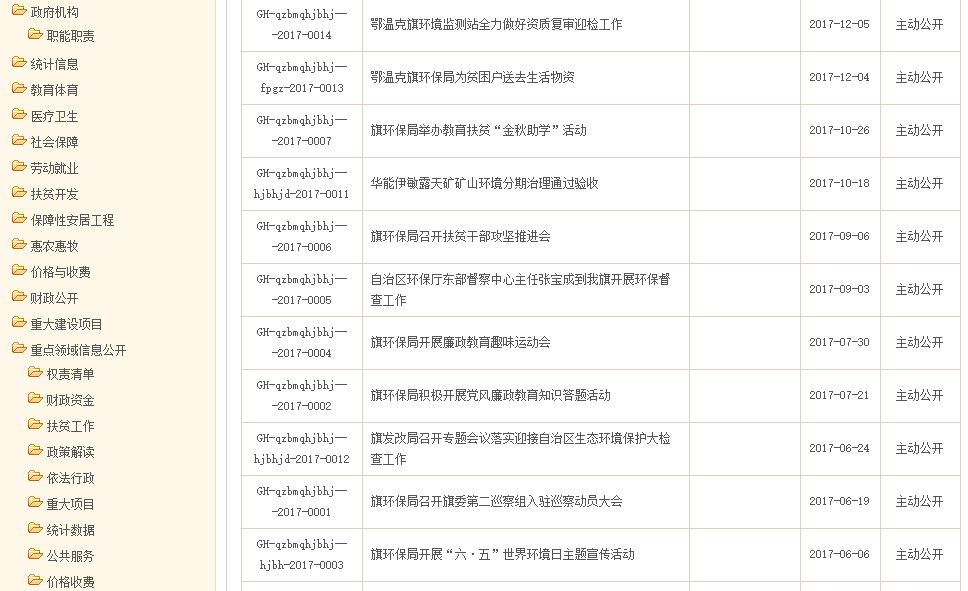 政府机构
职能职责
统计信息
教育体育
医疗卫生
社会保障
劳动就业
扶贫开发
保障性安居工程
惠农惠牧
价格与收费
财政公开
重大建设项目
重点领域信息公开
权责清单
财政资金
扶贫工作
政策解读
依法行政
重大项目
统计数据
公共服务
价格收费
GH-qzbmqhjbhj——
-2017-0014
鄂温克旗环境监测站全力做好资质复审迎检工作
2017-12-05
主动公开
GH-qzbmqhjbhj——
fpgz-2017-0013
鄂温克旗环保局为贫困户送去生活物资
2017-12-04
主动公开
GH-qzbmqhjbhj——
-2017-0007
旗环保局举办教育扶贫“金秋助学”活动
2017-10-26
主动公开
GH-qzbmqhjbhj——
hjbhjd-2017-0011
华能伊敏露天矿矿山环境分期治理通过验收
2017-10-18
主动公开
GH-qzbmqhjbhj——
-2017-0006
旗环保局召开扶贫干部攻坚推进会
2017-09-06
主动公开
GH-qzbmqhjbhj——
-2017-0005
自治区环保厅东部督察中心主任张宝成到我旗开展环保督
查工作
2017-09-03
主动公开
GH-qzbmqhjbhj——
-2017-0004
旗环保局开展廉政教育趣味运动会
2017-07-30
主动公开
GH-qzbmqhjbhj——
-2017-0002
旗环保局积极开展党风廉政教育知识答题活动
2017-07-21
主动公开
GH-qzbmqhjbhj——
hjbhjd-2017-0012
旗发改局召开专题会议落实迎接自治区生态环境保护大检
查工作
2017-06-24
主动公开
GH-qzbmqhjbhj——
-2017-0001
旗环保局召开旗委第二巡察组入驻巡察动员大会
2017-06-19
主动公开
GH-qzbmqhjbhj——
hjbh-2017-0003
旗环保局开展“六·五”世界环境日主题宣传活动
2017-06-06
主动公开